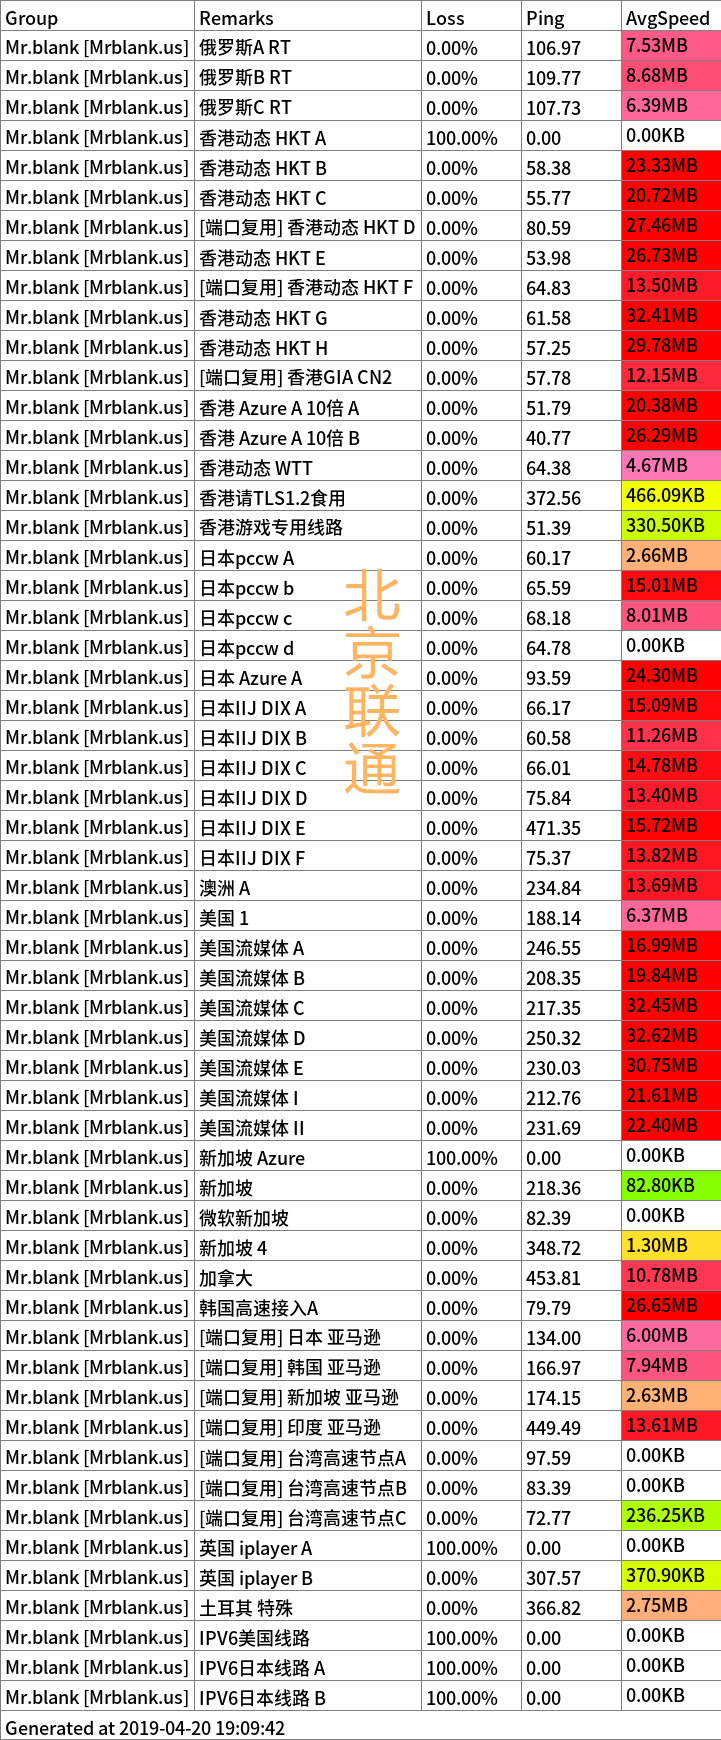 Group Remarks Loss Ping AvgSpeed
Mr.blank [Mrblank.us] 俄罗斯A RT 0.00% 106.97 7.53MB
Mr.blank [Mrblank.us] 俄罗斯B RT 0.00% 109.77 8.68MB
Mr.blank [Mrblank.us] 俄罗斯C RT 0.00% 107.73 6.39MB
Mr.blank [Mrblank.us] 香港动态 HKT A 100.00% 0.00 0.00KB
Mr.blank [Mrblank.us] 香港动态 HKT B 0.00% 58.38 23.33MB
Mr.blank [Mrblank.us] 香港动态 HKT C 0.00% 55.77 20.72MB
Mr.blank [Mrblank.us] [端口复用] 香港动态 HKT D 0.00% 80.59 27.46MB
Mr.blank [Mrblank.us] 香港动态 HKT E 0.00% 53.98 26.73MB
Mr.blank [Mrblank.us] [端口复用] 香港动态 HKT F 0.00% 64.83 13.50MB
Mr.blank [Mrblank.us] 香港动态 HKT G 0.00% 61.58 32.41MB
Mr.blank [Mrblank.us] 香港动态 HKT H 0.00% 57.25 29.78MB
Mr.blank [Mrblank.us] [端口复用] 香港GIA CN2 0.00% 57.78 12.15MB
Mr.blank [Mrblank.us] 香港 Azure A 10倍 A 0.00% 51.79 20.38MB
Mr.blank [Mrblank.us] 香港 Azure A 10倍 B 0.00% 40.77 26.29MB
Mr.blank [Mrblank.us] 香港动态 WTT 0.00% 64.38 4.67MB
Mr.blank [Mrblank.us] 香港请TLS1.2食用 0.00% 372.56 466.09KB
Mr.blank [Mrblank.us] 香港游戏专用线路 0.00% 51.39 330.50KB
Mr.blank [Mrblank.us] 日本pccw A 0.00% 60.17 2.66MB
Mr.blank [Mrblank.us] 日本pccw b 0.00% 65.59 15.01MB
Mr.blank [Mrblank.us] 日本pccw c 0.00% 68.18 8.01MB
Mr.blank [Mrblank.us] 日本pccw d 0.00% 64.78 0.00KB
Mr.blank [Mrblank.us] 日本 Azure A 0.00% 93.59 24.30MB
Mr.blank [Mrblank.us] 日本IIJ DIX A 0.00% 66.17 15.09MB
Mr.blank [Mrblank.us] 日本IIJ DIX B 0.00% 60.58 11.26MB
Mr.blank [Mrblank.us] 日本IIJ DIX C 0.00% 66.01 14.78MB
Mr.blank [Mrblank.us] 日本IIJ DIX D 0.00% 75.84 13.40MB
Mr.blank [Mrblank.us] 日本IIJ DIX E 0.00% 471.35 15.72MB
Mr.blank [Mrblank.us] 日本IIJ DIX F 0.00% 75.37 13.82MB
Mr.blank [Mrblank.us] 澳洲 A 0.00% 234.84 13.69MB
Mr.blank [Mrblank.us] 美国 1 0.00% 188.14 6.37MB
Mr.blank [Mrblank.us] 美国流媒体 A 0.00% 246.55 16.99MB
Mr.blank [Mrblank.us] 美国流媒体 B 0.00% 208.35 19.84MB
Mr.blank [Mrblank.us] 美国流媒体 C 0.00% 217.35 32.45MB
Mr.blank [Mrblank.us] 美国流媒体 D 0.00% 250.32 32.62MB
Mr.blank [Mrblank.us] 美国流媒体 E 0.00% 230.03 30.75MB
Mr.blank [Mrblank.us] 美国流媒体 I 0.00% 212.76 21.61MB
Mr.blank [Mrblank.us] 美国流媒体 II 0.00% 231.69 22.40MB
Mr.blank [Mrblank.us] 新加坡 Azure 100.00% 0.00 0.00KB
Mr.blank [Mrblank.us] 新加坡 0.00% 218.36 82.80KB
Mr.blank [Mrblank.us] 微软新加坡 0.00% 82.39 0.00KB
Mr.blank [Mrblank.us] 新加坡 4 0.00% 348.72 1.30MB
Mr.blank [Mrblank.us] 加拿大 0.00% 453.81 10.78MB
Mr.blank [Mrblank.us] 韩国高速接入A 0.00% 79.79 26.65MB
Mr.blank [Mrblank.us] [端口复用] 日本 亚马逊 0.00% 134.00 6.00MB
Mr.blank [Mrblank.us] [端口复用] 韩国 亚马逊 0.00% 166.97 7.94MB
Mr.blank [Mrblank.us] [端口复用] 新加坡 亚马逊 0.00% 174.15 2.63MB
Mr.blank [Mrblank.us] [端口复用] 印度 亚马逊 0.00% 449.49 13.61MB
Mr.blank [Mrblank.us] [端口复用] 台湾高速节点A 0.00% 97.59 0.00KB
Mr.blank [Mrblank.us] [端口复用] 台湾高速节点B 0.00% 83.39 0.00KB
Mr.blank [Mrblank.us] [端口复用] 台湾高速节点C 0.00% 72.77 236.25KB
Mr.blank [Mrblank.us] 英国 iplayer A 100.00% 0.00 0.00KB
Mr.blank [Mrblank.us] 英国 iplayer B 0.00% 307.57 370.90KB
Mr.blank [Mrblank.us] 土耳其 特殊 0.00% 366.82 2.75MB
Mr.blank [Mrblank.us] IPV6美国线路 100.00% 0.00 0.00KB
Mr.blank [Mrblank.us] IPV6日本线路 A 100.00% 0.00 0.00KB
Mr.blank [Mrblank.us] IPV6日本线路 B 100.00% 0.00 0.00KB
Generated at 2019-04-20 19:09:42
北京联通